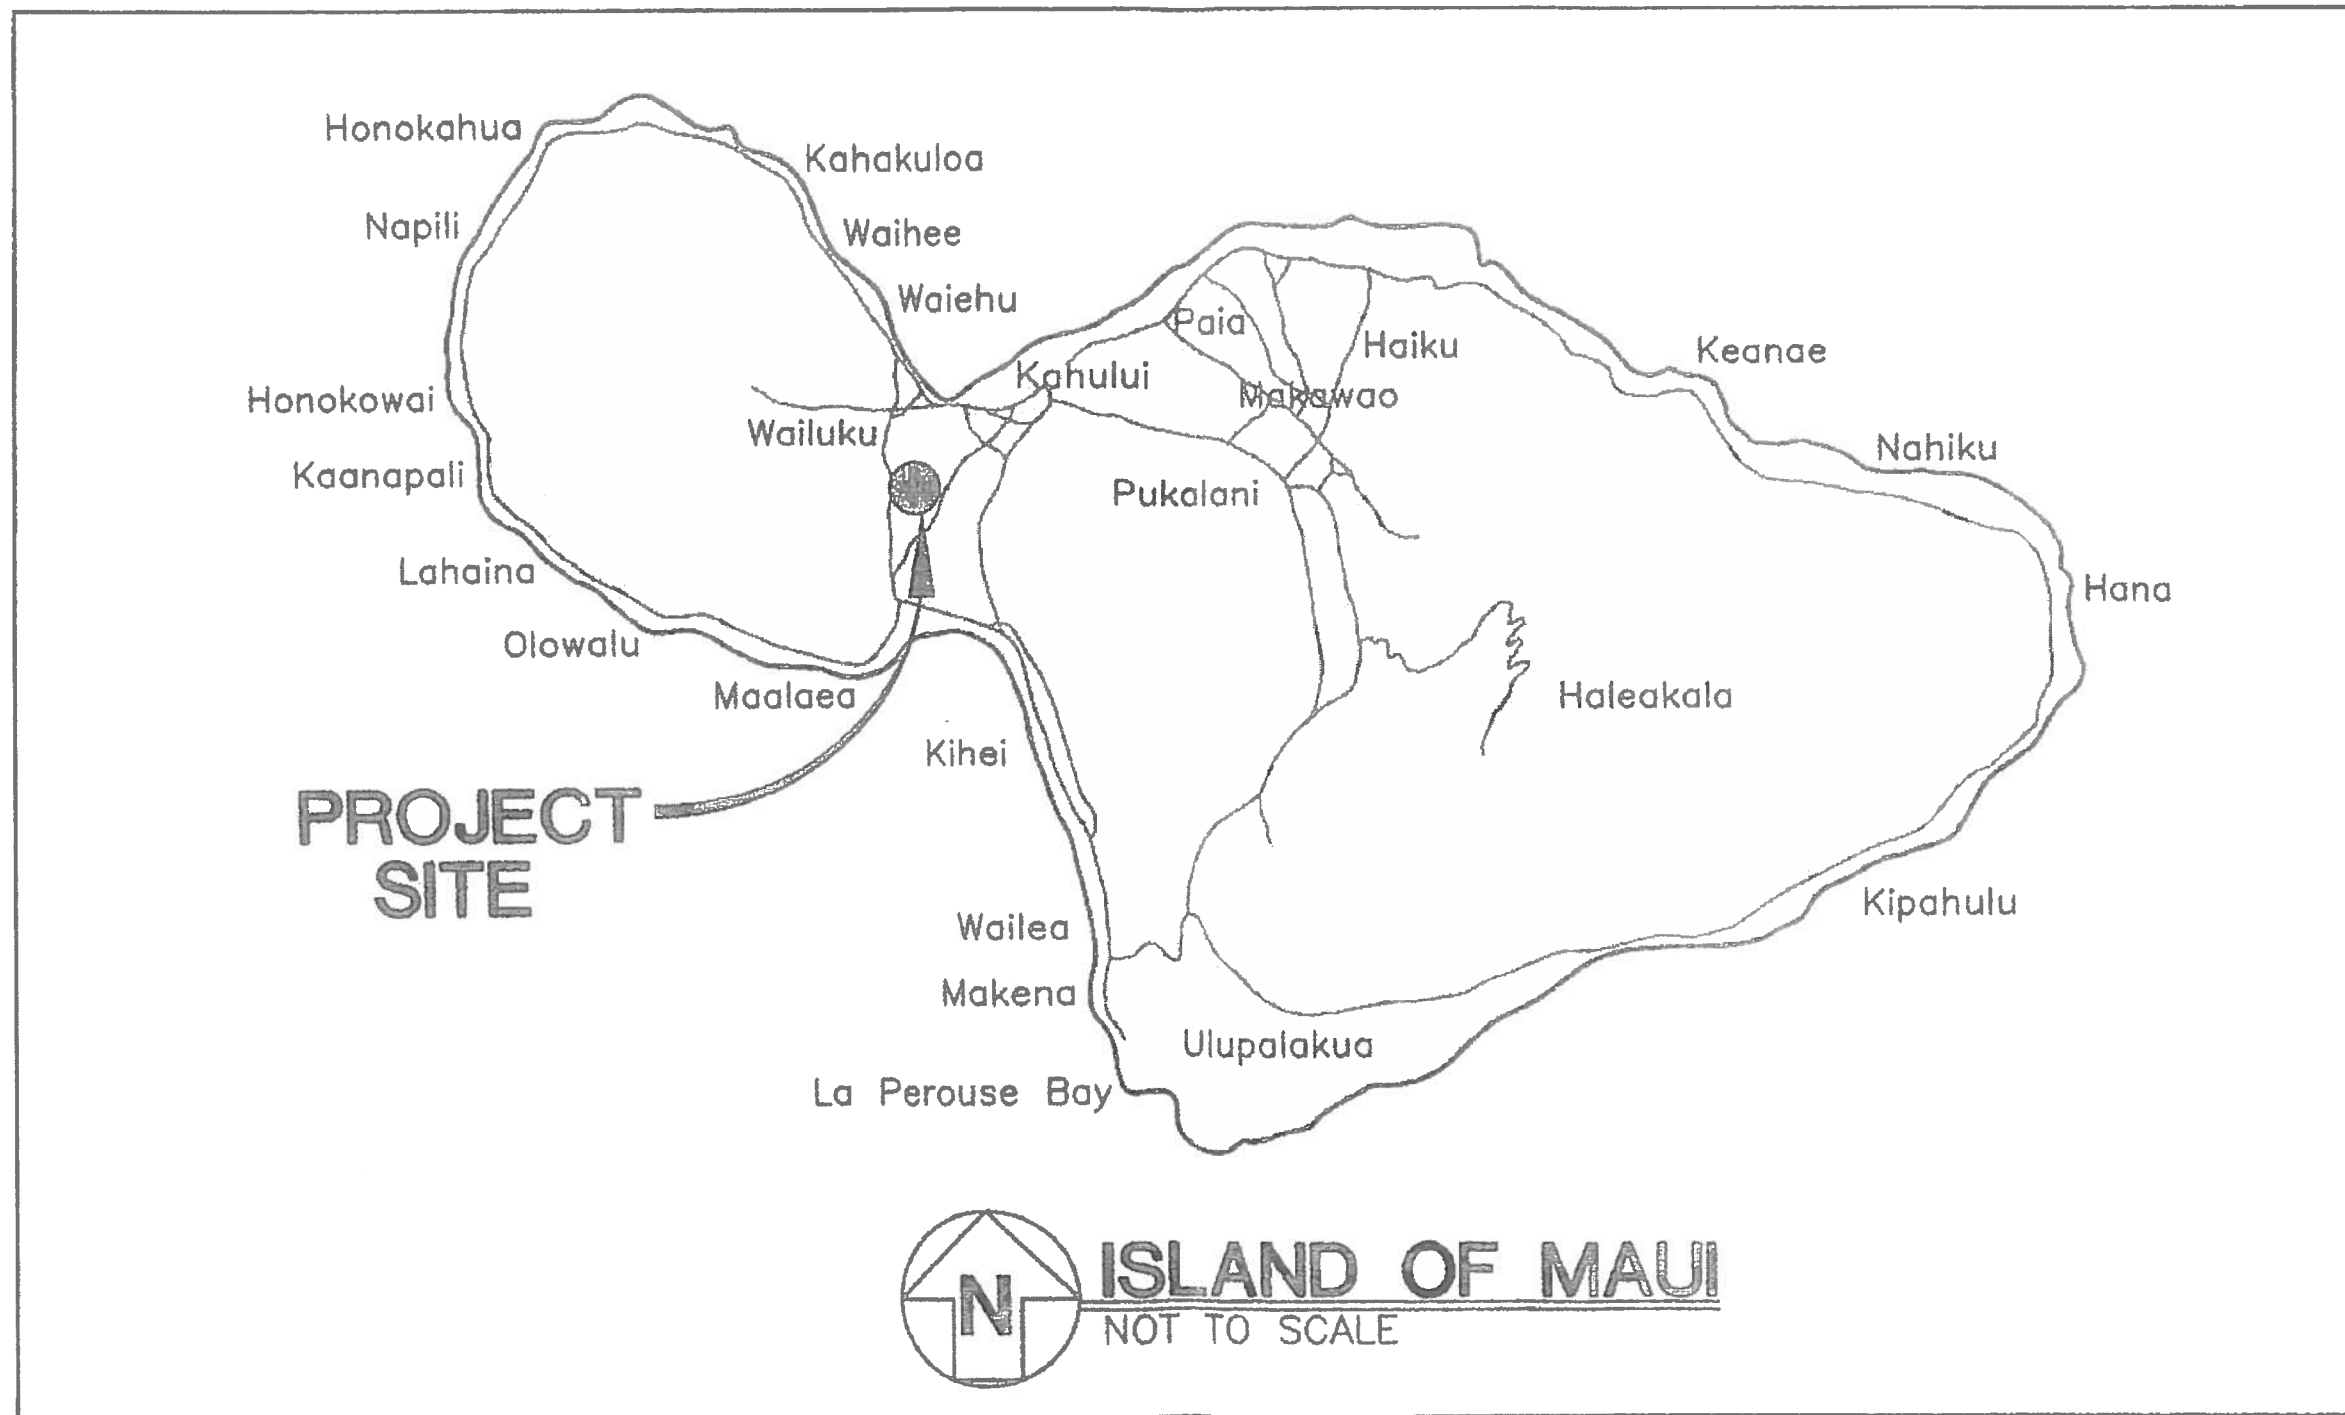 Honokahua
Kahakuloa
Napili
Waihee
Waiehu
Paia
Haiku
Keanae
Kahului
Makawao
Honokowai
Wailuku
Nahiku
Kaanapali
Pukalani
Lahaina
Hana
Olowalu
Maalaea
Haleakala
Kihei
PROJECT
SITE
Kipahulu
Wailea
Makena
Ulupalakua
La Perouse Bay
N
ISLAND OF MAUI
NOT TO SCALE